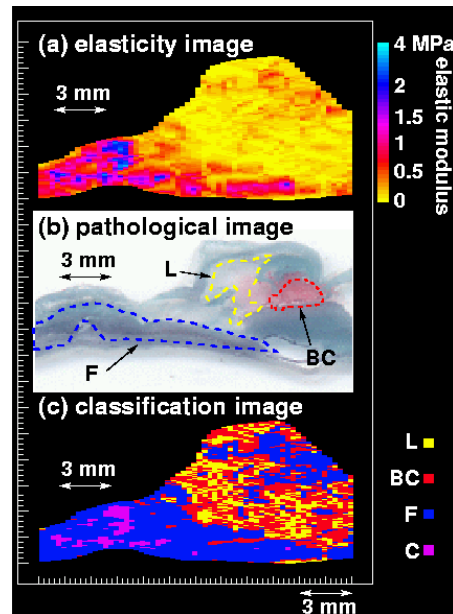 (a) elasticity image
3 mm
4 MPa
2
1.5
1
0.5
0
elastic modulus
(b) pathological image
3 mm
L
BC
F
(c) classification image
3 mm
L
BC
F
C
3 mm